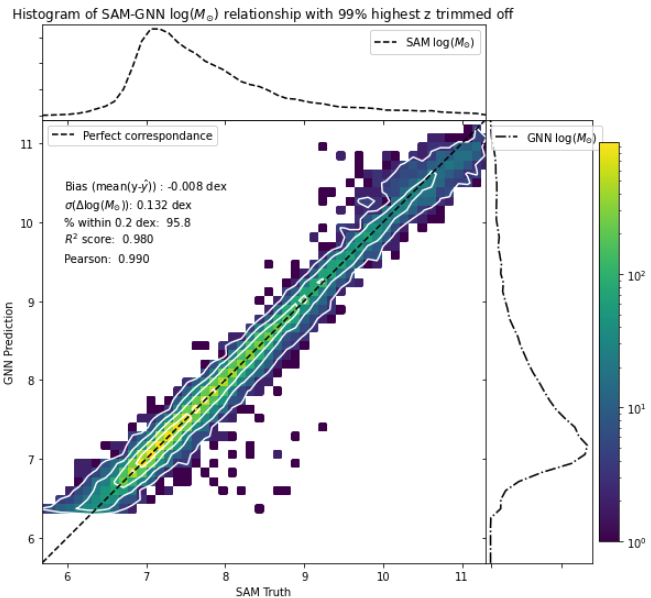 Histogram of SAM-GNN log(M☉) relationship with 99% highest z trimmed off
SAM log(M☉)
Perfect correspondance
GNN log(M☉)
Bias (mean(y-ŷ)) : -0.008 dex
σ(Δlog(M☉)): 0.132 dex
% within 0.2 dex: 95.8
R² score: 0.980
Pearson: 0.990
11
10
9
8
7
6
GNN Prediction
6 7 8 9 10 11
SAM Truth
10²
10¹
10⁰